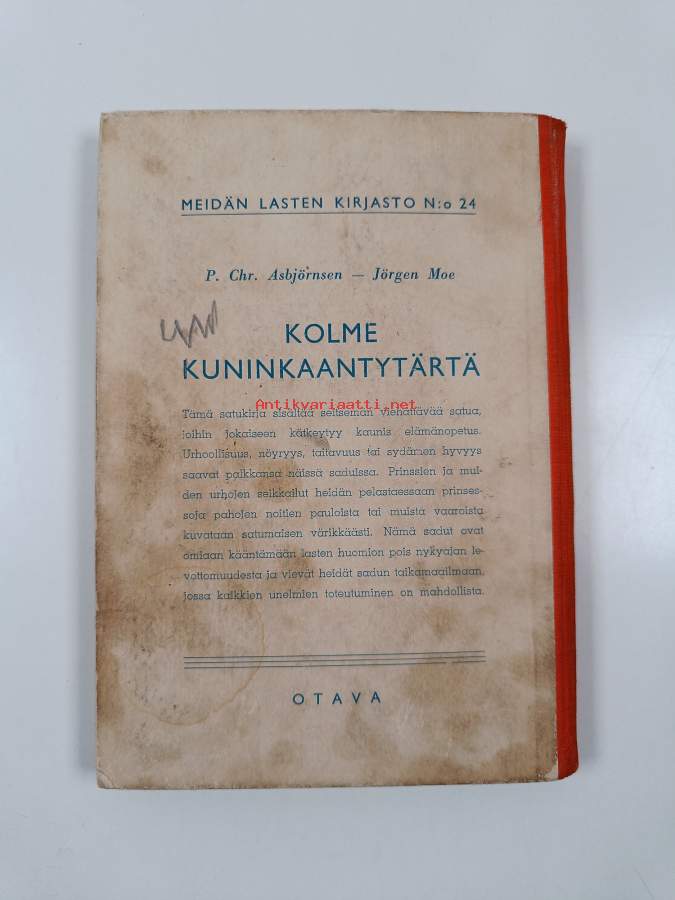 MEIDÄN LASTEN KIRJASTO N:o 24
P. Chr. Asbjörnsen — Jörgen Moe
KOLME
KUNINKAANTYTÄRTÄ
Antikvariaatti.net
Tämä satukirja sisältää seitsemän viehättävää satua,
joihin jokaiseen kätkeytyy kaunis elämänopetus.
Urhoollisuus, nöyryys, taitavuus tai sydämen hyvyys
saavat palkkansa näissä saduissa. Prinssien ja mui-
den urhojen seikkailut heidän pelastaessaan prinses-
soja pahojen noitien pauloista tai muista vaaroista
kuvataan satumaisen värikkäästi. Nämä sadut ovat
omiaan kääntämään lasten huomion pois nykyajan le-
vottomuudesta ja vievät heidät sadun taikamaailmaan,
jossa kaikkien unelmien toteutuminen on mahdollista.
OTAVA